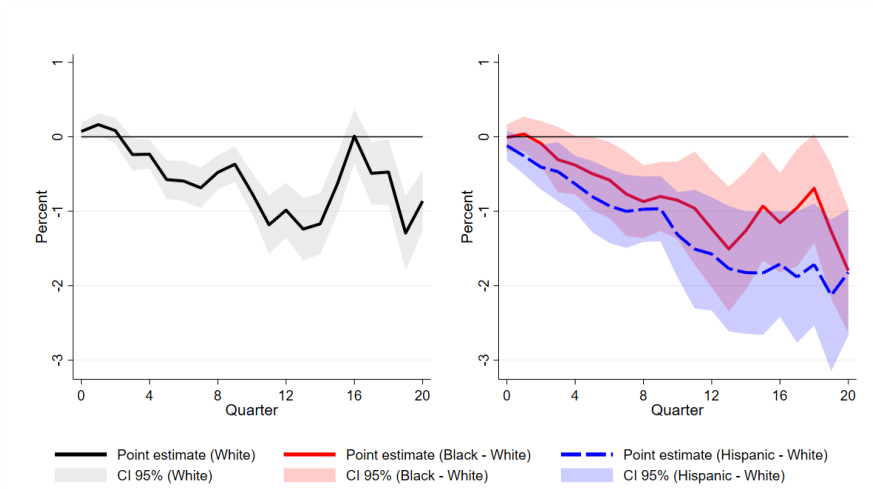 1
0
-1
-2
-3
Percent
0 4 8 12 16 20
Quarter
1
0
-1
-2
-3
Percent
0 4 8 12 16 20
Quarter
Point estimate (White) Point estimate (Black - White) Point estimate (Hispanic - White)
CI 95% (White) CI 95% (Black - White) CI 95% (Hispanic - White)